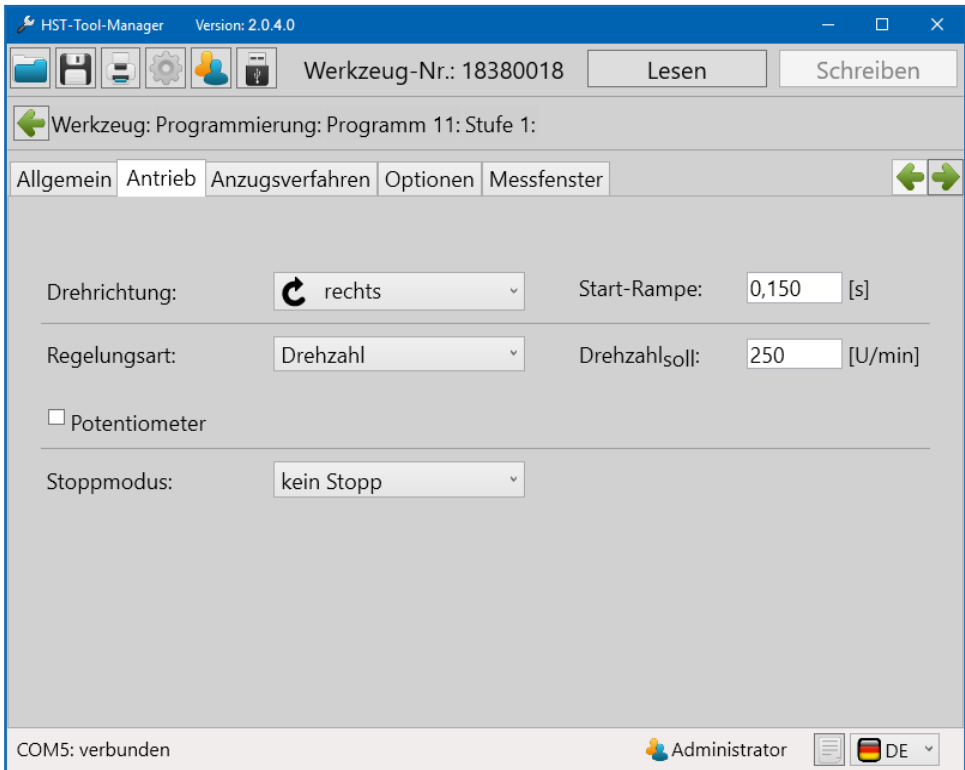 HST-Tool-Manager Version: 2.0.4.0
Werkzeug-Nr.: 18380018 Lesen Schreiben
Werkzeug: Programmierung: Programm 11: Stufe 1:
Allgemein Antrieb Anzugsverfahren Optionen Messfenster
Drehrichtung: rechts Start-Rampe: 0,150 [s]
Regelungsart: Drehzahl Drehzahlsoll: 250 [U/min]
Potentiometer
Stoppmodus: kein Stopp
COM5: verbunden Administrator DE